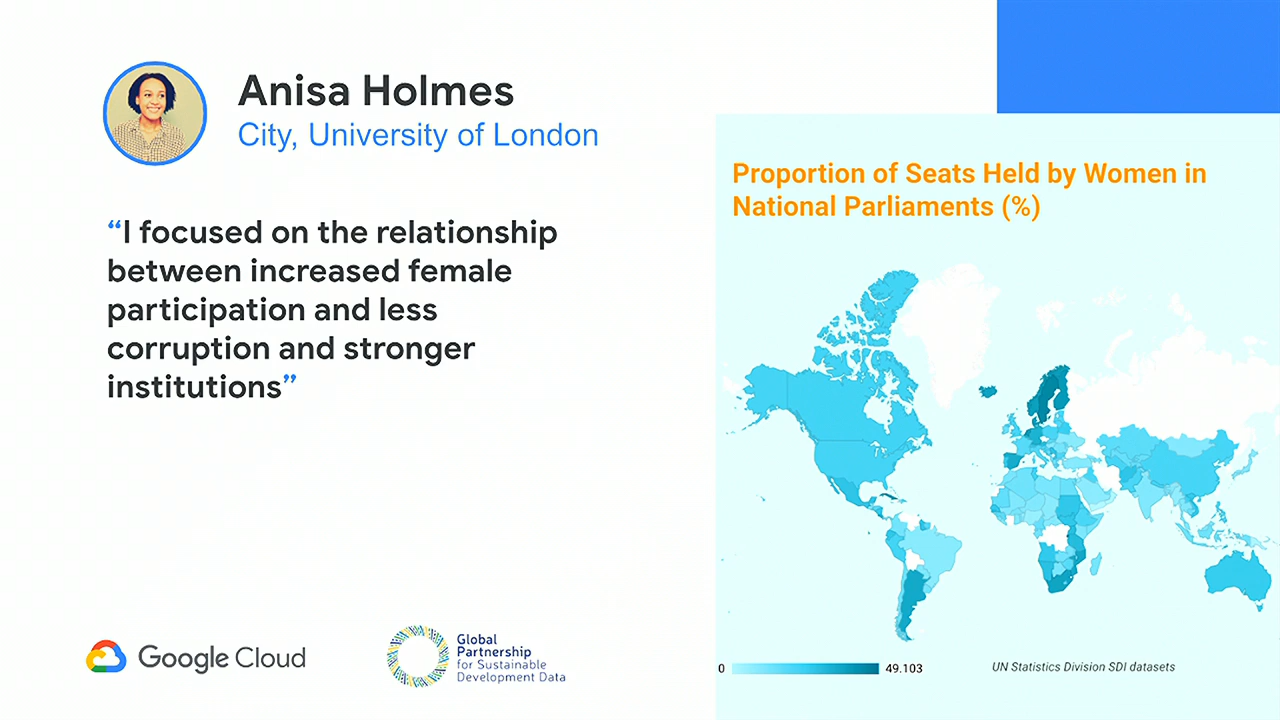 Anisa Holmes
City, University of London
“I focused on the relationship
between increased female
participation and less
corruption and stronger
institutions”
Proportion of Seats Held by Women in
National Parliaments (%)
0
49.103
UN Statistics Division SDI datasets
Google Cloud
Global
Partnership
for Sustainable
Development Data